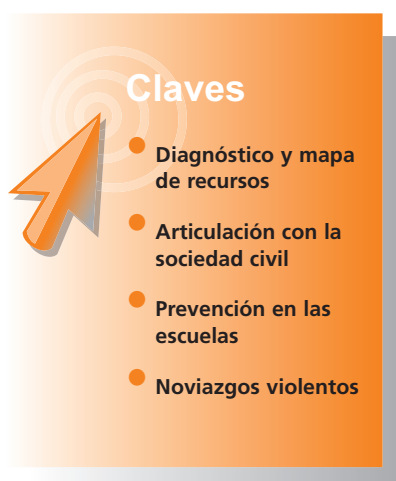 Claves
Diagnóstico y mapa
de recursos
Articulación con la
sociedad civil
Prevención en las
escuelas
Noviazgos violentos